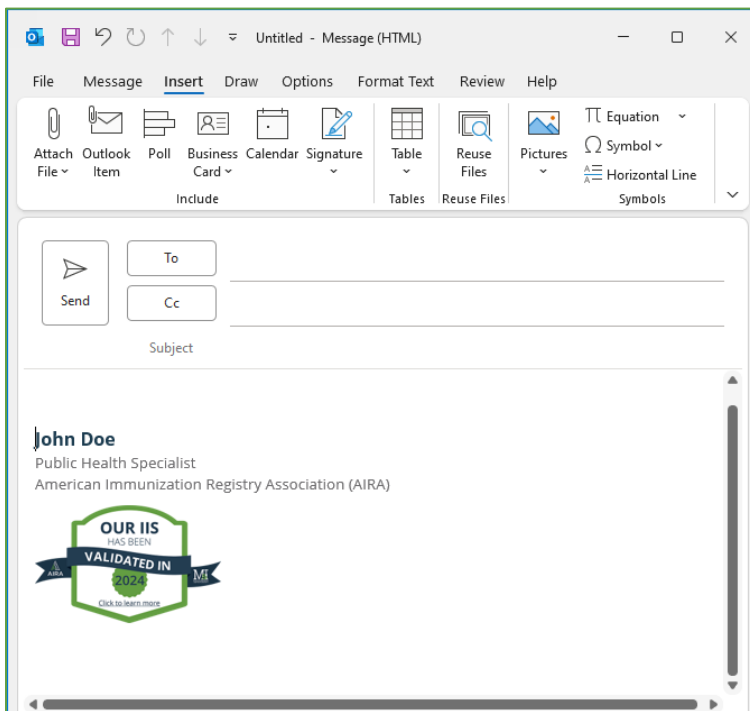 Untitled - Message (HTML)
File Message Insert Draw Options Format Text Review Help
Attach File
Outlook Item
Poll
Business Card
Calendar
Signature
Table
Reuse Files
Pictures
Equation
Symbol
Horizontal Line
Include
Tables
Reuse Files
Symbols
Send
To
Cc
Subject
John Doe
Public Health Specialist
American Immunization Registry Association (AIRA)
OUR IIS
HAS BEEN
VALIDATED IN
2024
AIRA
Click to learn more